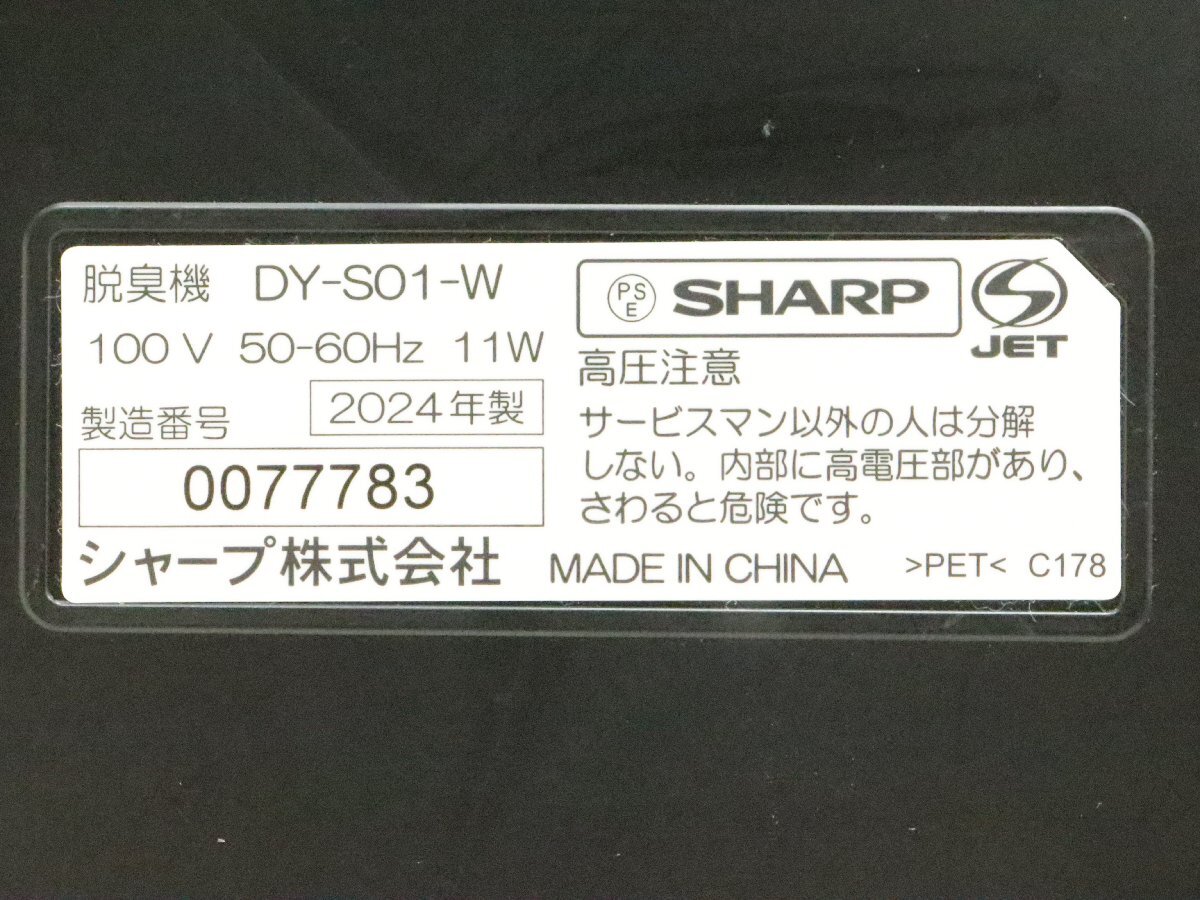 脱臭機 DY-S01-W
100V 50-60Hz 11W
製造番号 2024年製
0077783
シャープ株式会社
PSE SHARP
JET
高圧注意
サービスマン以外の人は分解
しない。内部に高電圧部があり、
さわると危険です。
MADE IN CHINA >PET< C178